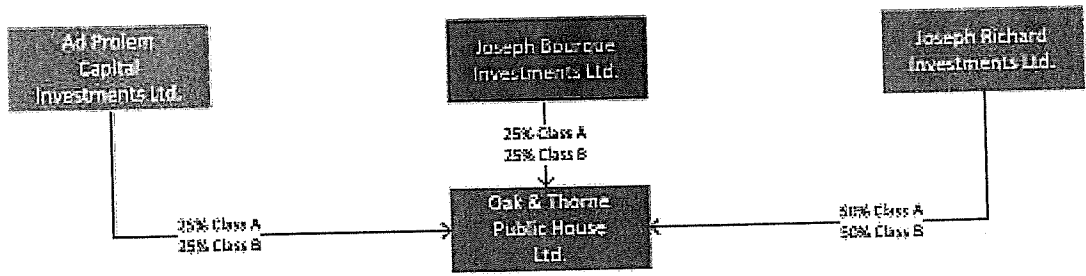 Ad Prolem
Capital
Investments Ltd.
Joseph Bourque
Investments Ltd.
Joseph Richard
Investments Ltd.
25% Class A
25% Class B
Oak & Thorne
Public House
Ltd.
25% Class A
25% Class B
50% Class A
50% Class B